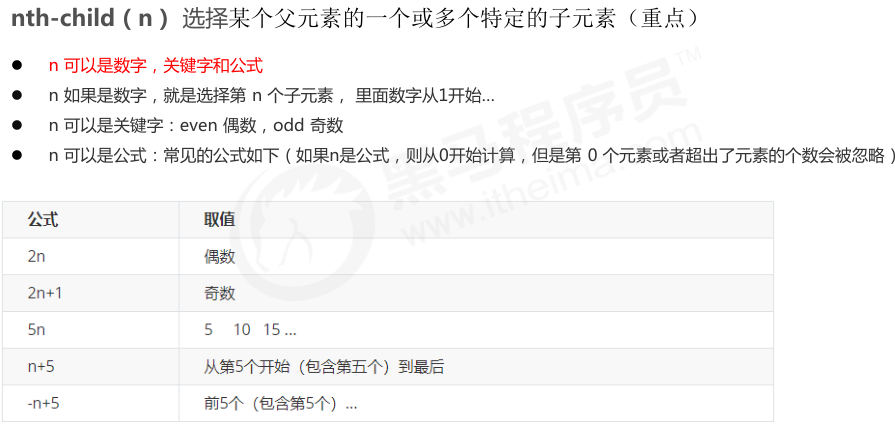 nth-child（n） 选择某个父元素的一个或多个特定的子元素（重点）
● n 可以是数字，关键字和公式
● n 如果是数字，就是选择第 n 个子元素， 里面数字从1开始...
● n 可以是关键字：even 偶数，odd 奇数
● n 可以是公式：常见的公式如下（如果n是公式，则从0开始计算，但是第 0 个元素或者超出了元素的个数会被忽略）
黑马程序员™
www.itheima.com
公式 取值
2n 偶数
2n+1 奇数
5n 5 10 15 ...
n+5 从第5个开始（包含第五个）到最后
-n+5 前5个（包含第5个）...